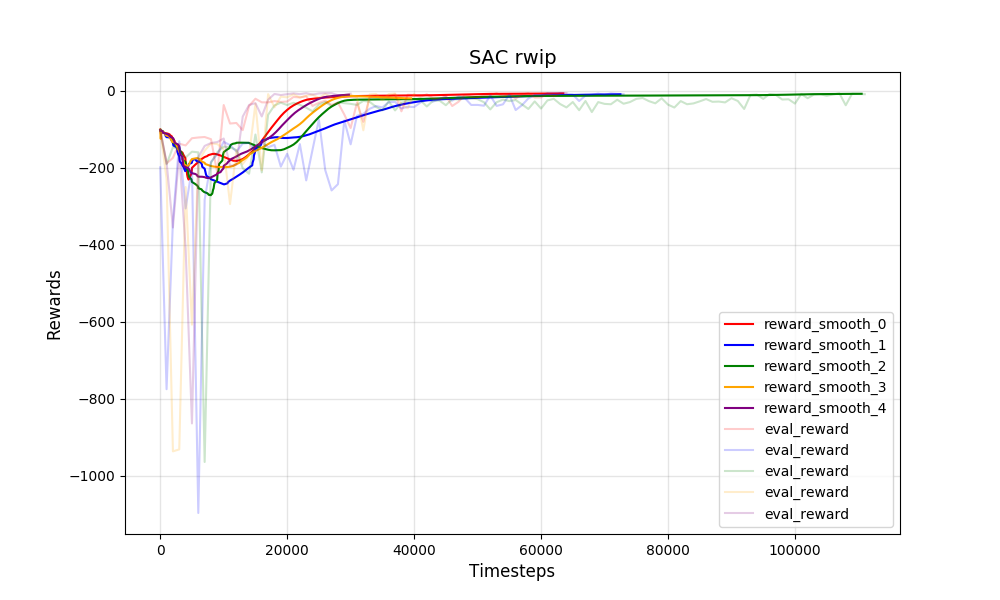 SAC rwip
Rewards
0
−200
−400
−600
−800
−1000
0
20000
40000
60000
80000
100000
Timesteps
reward_smooth_0
reward_smooth_1
reward_smooth_2
reward_smooth_3
reward_smooth_4
eval_reward
eval_reward
eval_reward
eval_reward
eval_reward